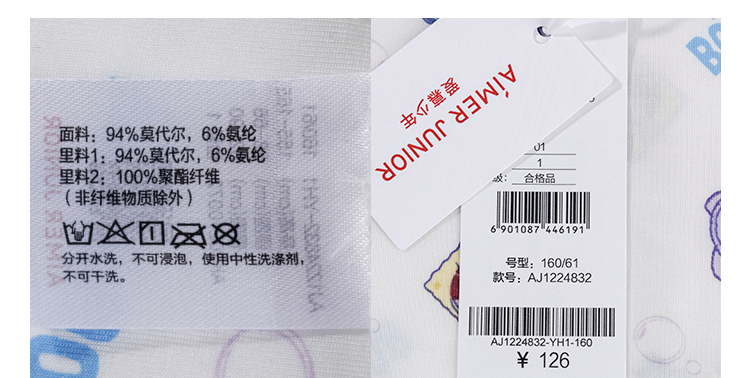 面料：94%莫代尔，6%氨纶
里料1：94%莫代尔，6%氨纶
里料2：100%聚酯纤维
（非纤维物质除外）
分开水洗，不可浸泡，使用中性洗涤剂，
不可干洗。
AIMER JUNIOR
爱慕少年
01
1
级：合格品
6 901087 446191
号型：160/61
款号：AJ1224832
AJ1224832-YH1-160
¥ 126